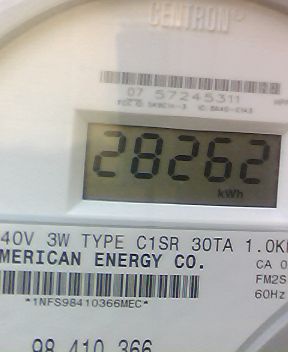 CENTRON
07 57245311
28262
kWh
40V 3W TYPE C1SR 30TA 1.0K
MERICAN ENERGY CO.
CA 0
FM2S
60Hz
*1NFS98410366MEC*
98 410 366